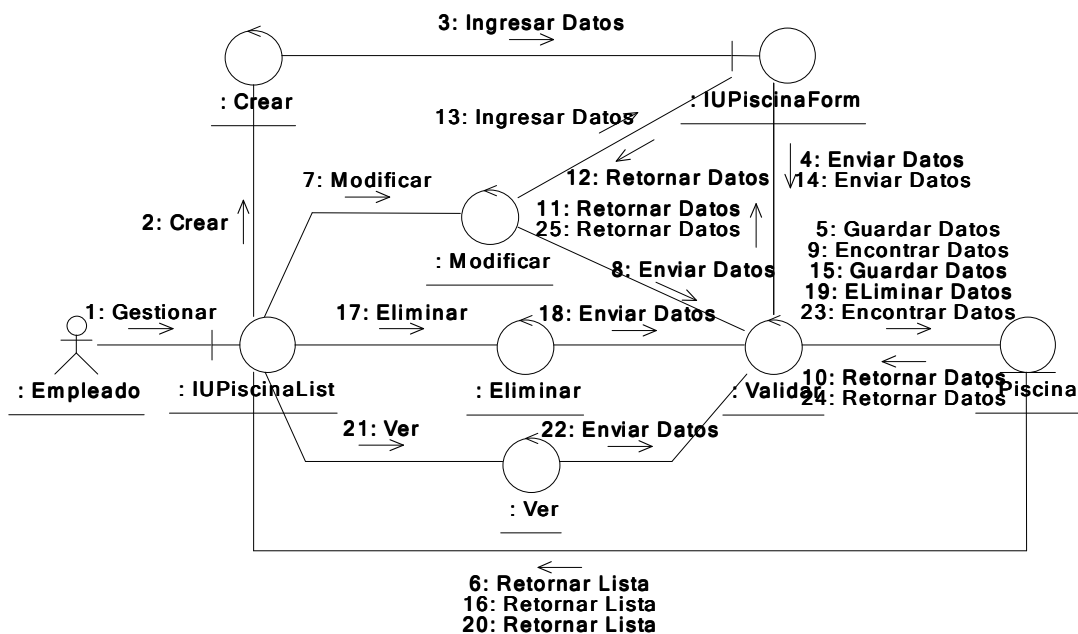 3: Ingresar Datos
: Crear
: IUPiscinaForm
13: Ingresar Datos
4: Enviar Datos
14: Enviar Datos
12: Retornar Datos
7: Modificar
11: Retornar Datos
25: Retornar Datos
2: Crear
5: Guardar Datos
9: Encontrar Datos
15: Guardar Datos
19: ELiminar Datos
23: Encontrar Datos
: Modificar
8: Enviar Datos
1: Gestionar
17: Eliminar
18: Enviar Datos
10: Retornar Datos
24: Retornar Datos
: Empleado
: IUPiscinaList
: Eliminar
: Validar
: Piscina
21: Ver
22: Enviar Datos
: Ver
6: Retornar Lista
16: Retornar Lista
20: Retornar Lista